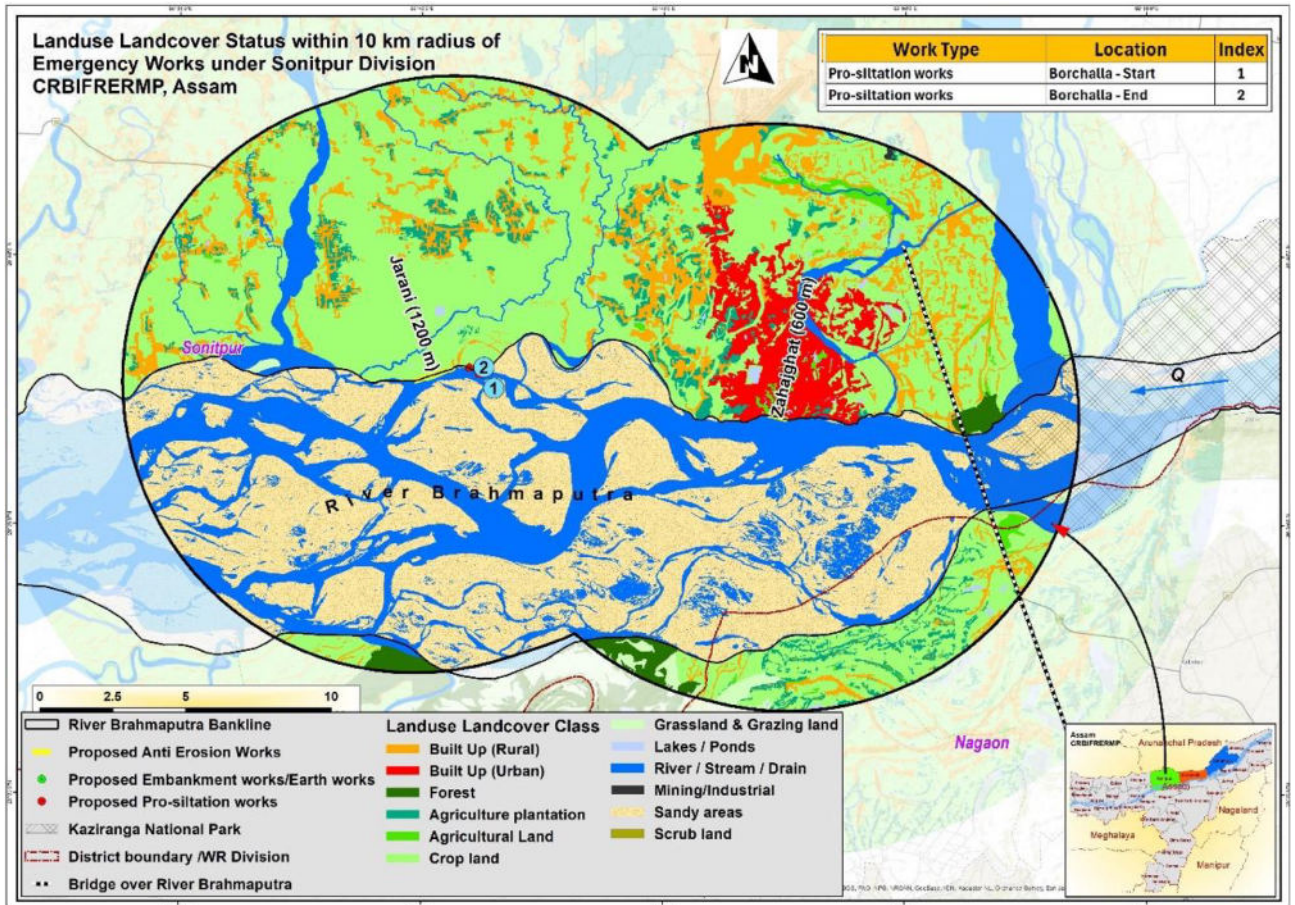 Landuse Landcover Status within 10 km radius of
Emergency Works under Sonitpur Division
CRBIFRERMP, Assam
N
Work Type Location Index
Pro-siltation works Borchalla - Start 1
Pro-siltation works Borchalla - End 2
Jarani (1200 m)
Zahajghat (600 m)
Sonitpur
2
1
Q
River Brahmaputra
Nagaon
0 2.5 5 10
River Brahmaputra Bankline
Proposed Anti Erosion Works
Proposed Embankment works/Earth works
Proposed Pro-siltation works
Kaziranga National Park
District boundary /WR Division
Bridge over River Brahmaputra
Landuse Landcover Class
Built Up (Rural)
Built Up (Urban)
Forest
Agriculture plantation
Agricultural Land
Crop land
Grassland & Grazing land
Lakes / Ponds
River / Stream / Drain
Mining/Industrial
Sandy areas
Scrub land
Assam
CRBIFRERMP
Arunanchal Pradesh
Assam
Nagaland
Meghalaya
Manipur